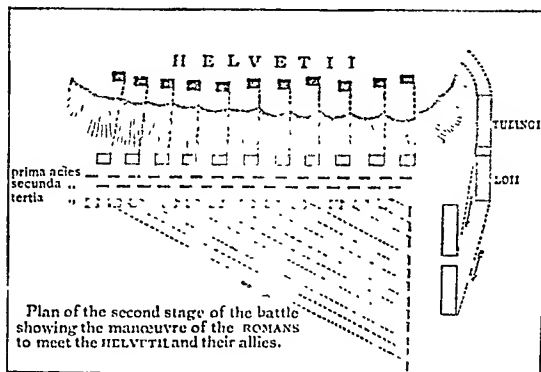 HELVETII
TULINGI
BOII
prima acies
secunda „
tertia „
Plan of the second stage of the battle
showing the manœuvre of the ROMANS
to meet the HELVETII and their allies.